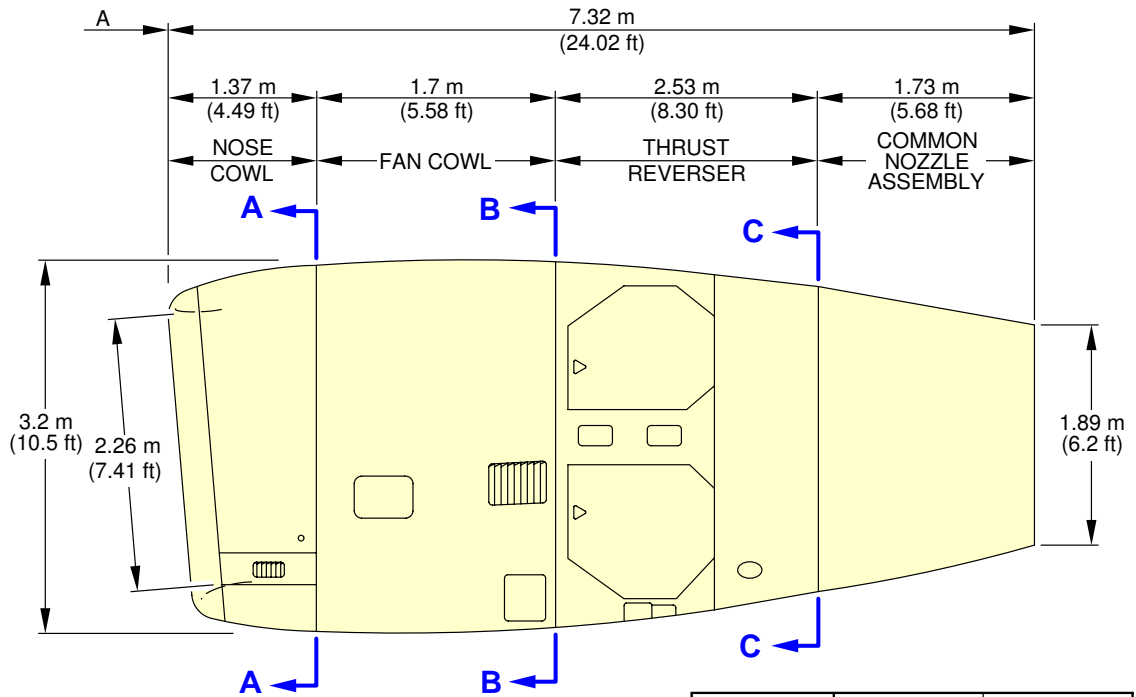 A
7.32 m
(24.02 ft)
1.37 m
(4.49 ft)
1.7 m
(5.58 ft)
2.53 m
(8.30 ft)
1.73 m
(5.68 ft)
NOSE
COWL
FAN COWL
THRUST
REVERSER
COMMON
NOZZLE
ASSEMBLY
A
B
C
3.2 m
(10.5 ft)
2.26 m
(7.41 ft)
1.89 m
(6.2 ft)
A
B
C